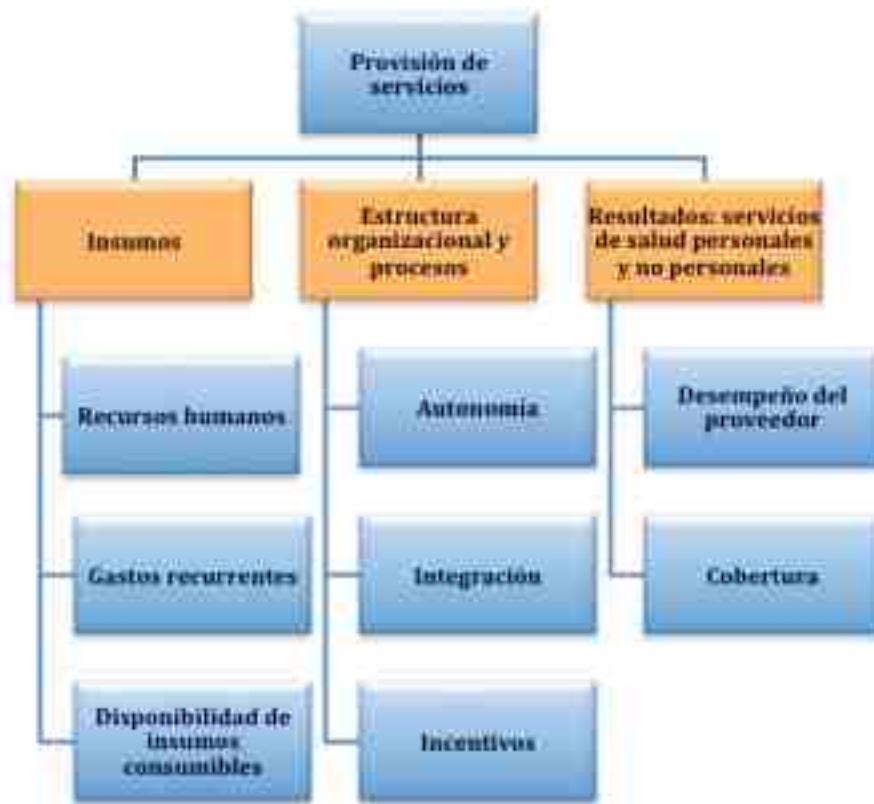 Provisión de
servicios
Insumos
Estructura
organizacional y
procesos
Resultados: servicios
de salud personales
y no personales
Recursos humanos
Autonomía
Desempeño del
proveedor
Gastos recurrentes
Integración
Cobertura
Disponibilidad de
insumos
consumibles
Incentivos